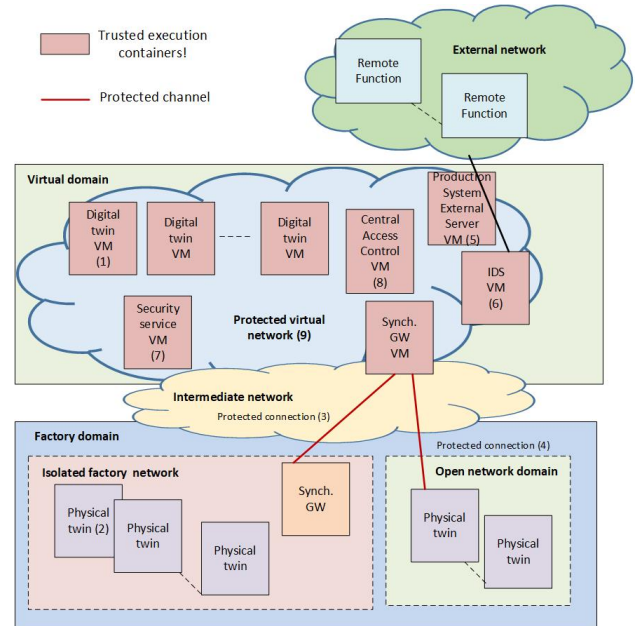 Trusted execution
containers!
Protected channel
External network
Remote
Function
Remote
Function
Virtual domain
Digital
twin
VM
(1)
Digital
twin
VM
Digital
twin
VM
Central
Access
Control
VM
(8)
Production
System
External
Server
VM (5)
IDS
VM
(6)
Security
service
VM
(7)
Protected virtual
network (9)
Synch.
GW
VM
Intermediate network
Protected connection (3)
Factory domain
Protected connection (4)
Isolated factory network
Physical
twin (2)
Physical
twin
Physical
twin
Synch.
GW
Open network domain
Physical
twin
Physical
twin